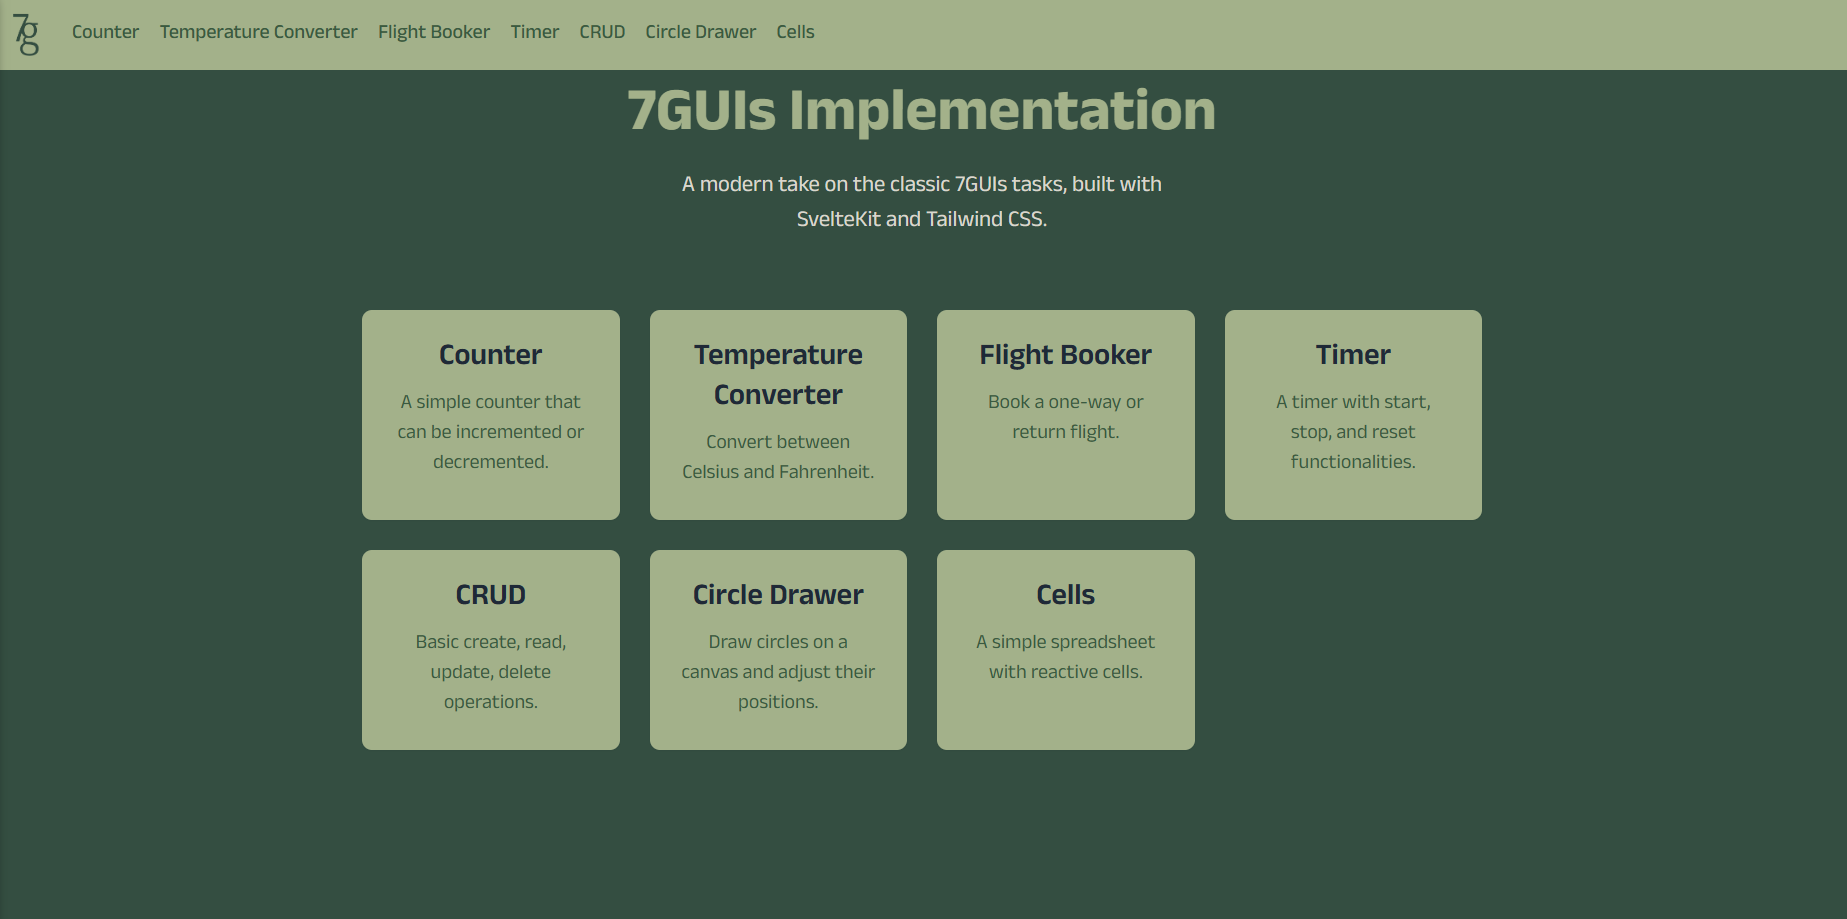 7g Counter Temperature Converter Flight Booker Timer CRUD Circle Drawer Cells
7GUIs Implementation
A modern take on the classic 7GUIs tasks, built with
SvelteKit and Tailwind CSS.
Counter
A simple counter that
can be incremented or
decremented.
Temperature
Converter
Convert between
Celsius and Fahrenheit.
Flight Booker
Book a one-way or
return flight.
Timer
A timer with start,
stop, and reset
functionalities.
CRUD
Basic create, read,
update, delete
operations.
Circle Drawer
Draw circles on a
canvas and adjust their
positions.
Cells
A simple spreadsheet
with reactive cells.